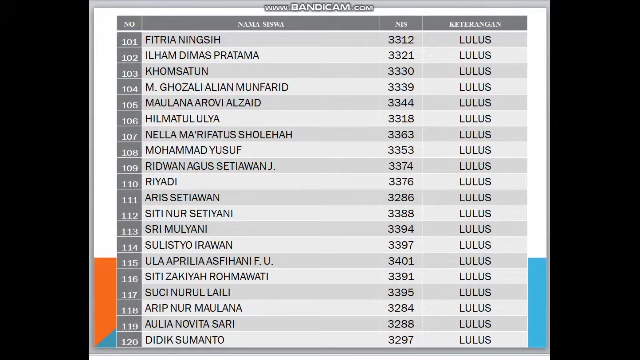 www.BANDICAM.com
NO NAMA SISWA NIS KETERANGAN
101 FITRIA NINGSIH 3312 LULUS
102 ILHAM DIMAS PRATAMA 3321 LULUS
103 KHOMSATUN 3330 LULUS
104 M. GHOZALI ALIAN MUNFARID 3339 LULUS
105 MAULANA AROVI ALZAID 3344 LULUS
106 HILMATUL ULYA 3318 LULUS
107 NELLA MA'RIFATUS SHOLEHAH 3363 LULUS
108 MOHAMMAD YUSUF 3353 LULUS
109 RIDWAN AGUS SETIAWAN J. 3374 LULUS
110 RIYADI 3376 LULUS
111 ARIS SETIAWAN 3286 LULUS
112 SITI NUR SETIYANI 3388 LULUS
113 SRI MULYANI 3394 LULUS
114 SULISTYO IRAWAN 3397 LULUS
115 ULA APRILIA ASFIHANI F. U. 3401 LULUS
116 SITI ZAKIYAH ROHMAWATI 3391 LULUS
117 SUCI NURUL LAILI 3395 LULUS
118 ARIP NUR MAULANA 3284 LULUS
119 AULIA NOVITA SARI 3288 LULUS
120 DIDIK SUMANTO 3297 LULUS